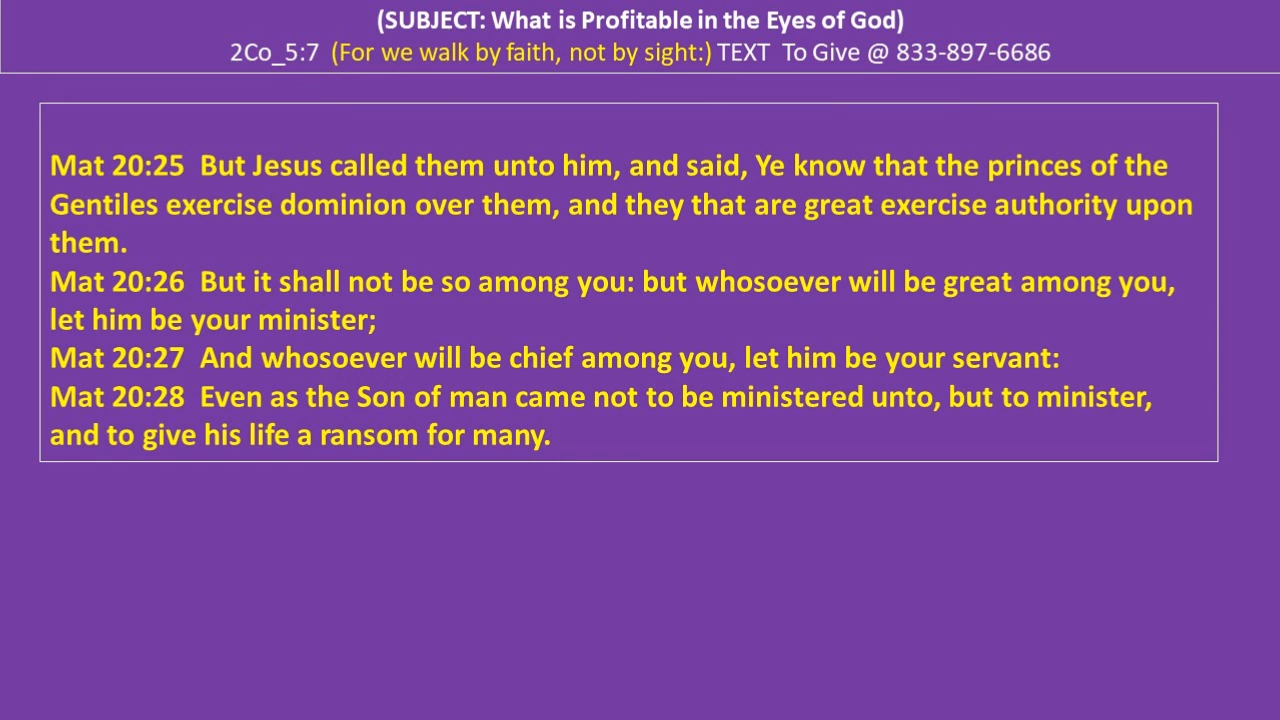 (SUBJECT: What is Profitable in the Eyes of God)
2Co_5:7 (For we walk by faith, not by sight:) TEXT To Give @ 833-897-6686
Mat 20:25 But Jesus called them unto him, and said, Ye know that the princes of the
Gentiles exercise dominion over them, and they that are great exercise authority upon
them.
Mat 20:26 But it shall not be so among you: but whosoever will be great among you,
let him be your minister;
Mat 20:27 And whosoever will be chief among you, let him be your servant:
Mat 20:28 Even as the Son of man came not to be ministered unto, but to minister,
and to give his life a ransom for many.